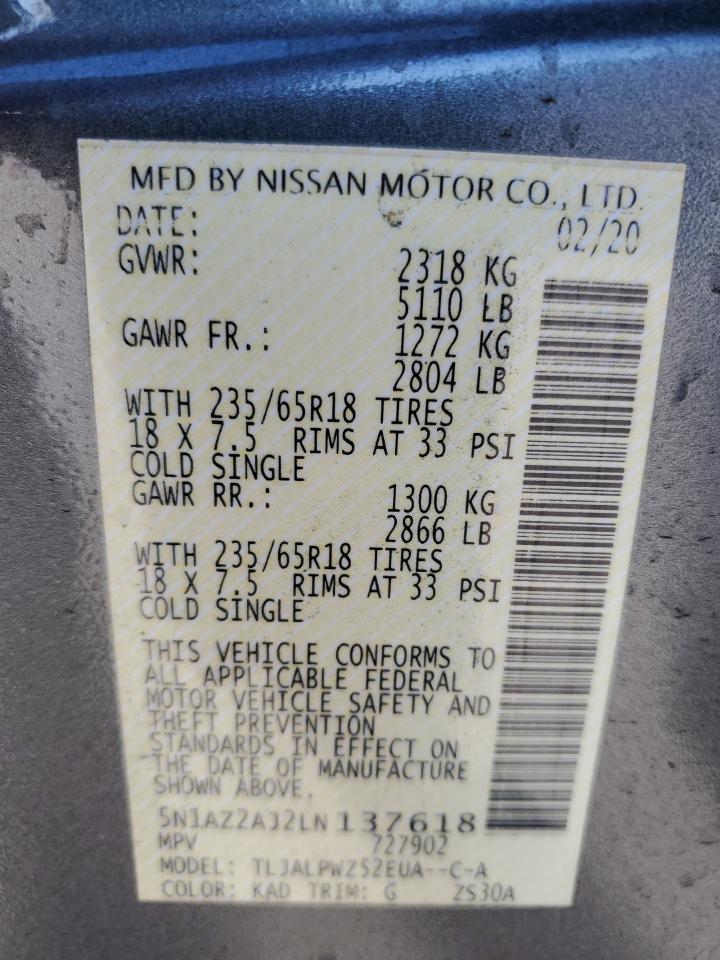 MFD BY NISSAN MOTOR CO., LTD.
DATE: 02/20
GVWR: 2318 KG
5110 LB
GAWR FR.: 1272 KG
2804 LB
WITH 235/65R18 TIRES
18 X 7.5 RIMS AT 33 PSI
COLD SINGLE
GAWR RR.: 1300 KG
2866 LB
WITH 235/65R18 TIRES
18 X 7.5 RIMS AT 33 PSI
COLD SINGLE
THIS VEHICLE CONFORMS TO
ALL APPLICABLE FEDERAL
MOTOR VEHICLE SAFETY AND
THEFT PREVENTION
STANDARDS IN EFFECT ON
THE DATE OF MANUFACTURE
SHOWN ABOVE.
5N1AZ2AJ2LN137618
MPV 727902
MODEL: TLJALPWZ52EUA--C-A
COLOR: KAD TRIM: G ZS30A